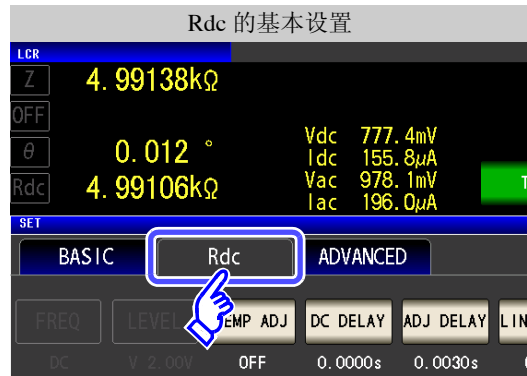 Rdc 的基本设置
LCR
Z 4.99138kΩ
OFF
θ 0.012 ° Vdc 777.4mV
Idc 155.8μA
Rdc 4.99106kΩ Vac 978.1mV
Iac 196.0μA
SET
BASIC Rdc ADVANCED
FREQ LEVEL EMP ADJ DC DELAY ADJ DELAY LIN
DC V 2.00V OFF 0.0000s 0.0030s